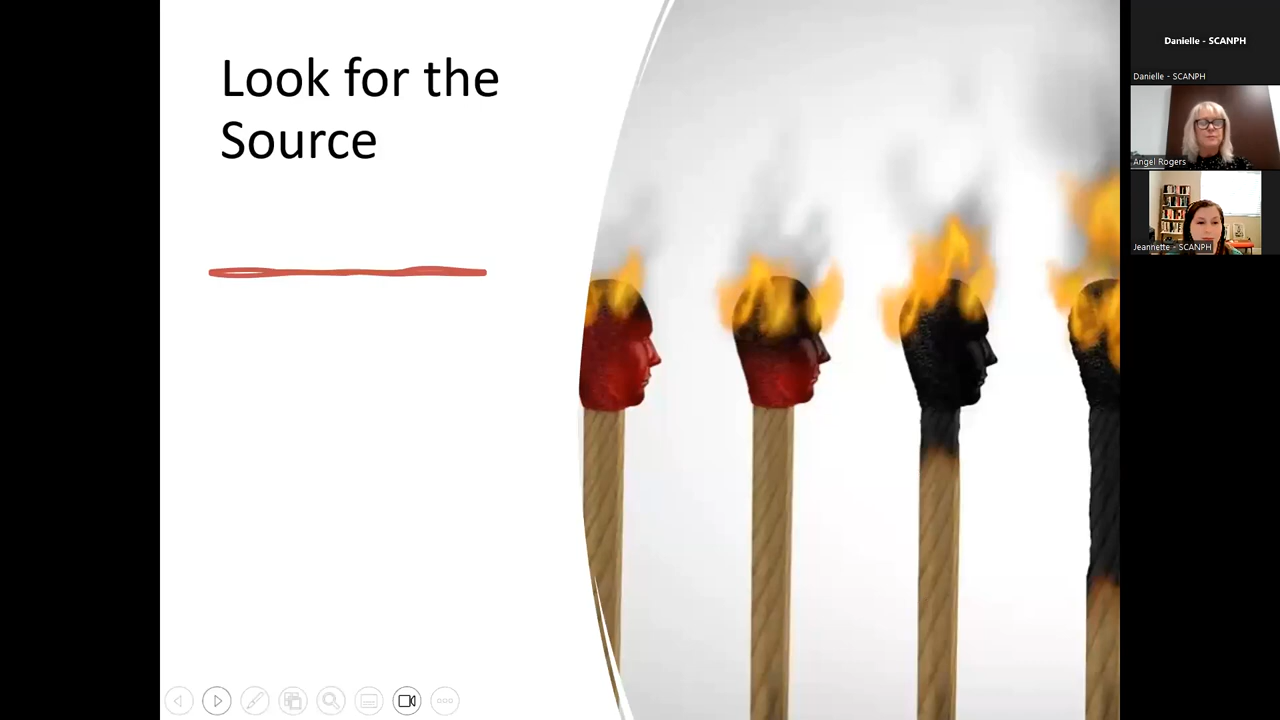 Look for the
Source
Danielle - SCANPH
Danielle - SCANPH
Angel Rogers
Jeannette - SCANPH